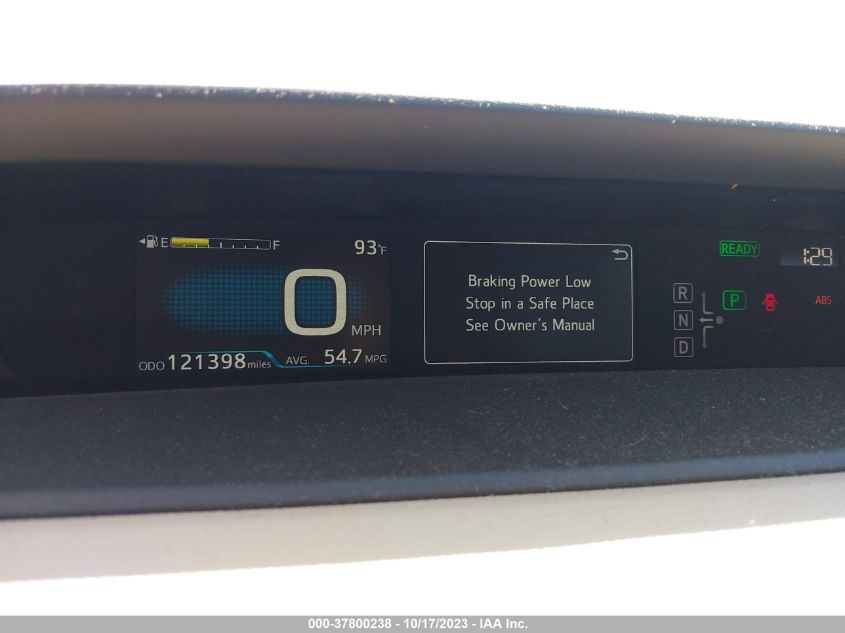 E F 93°F
READY
1:29
0 MPH
ODO 121398 miles AVG. 54.7 MPG
Braking Power Low
Stop in a Safe Place
See Owner's Manual
R
N
D
P
ABS
000-37800238 - 10/17/2023 - IAA Inc.